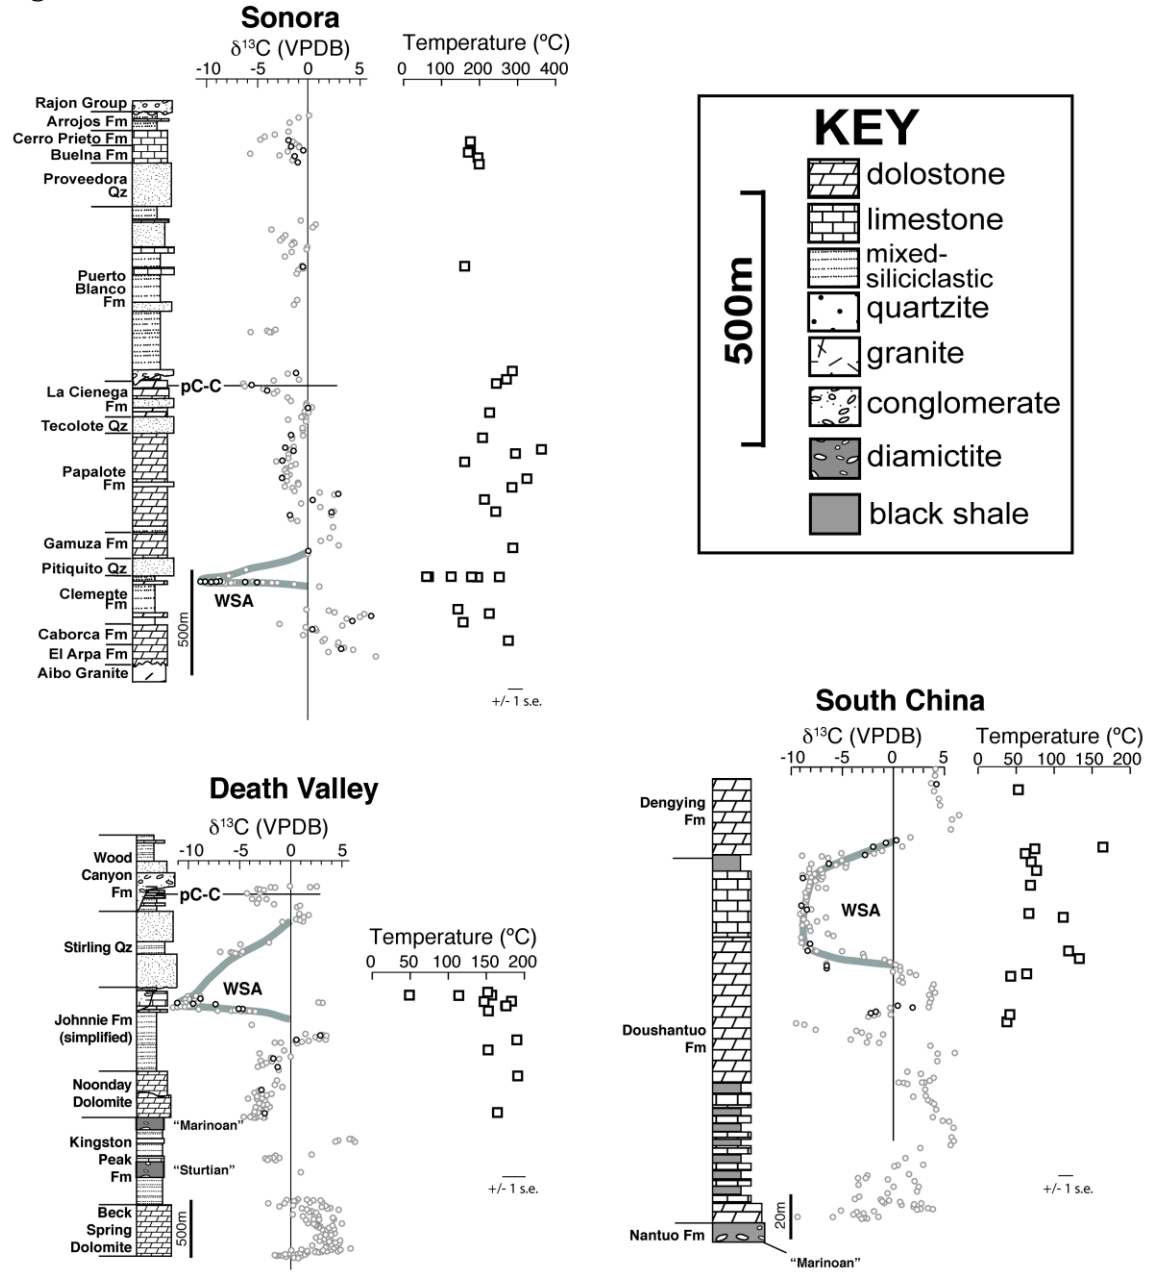 Sonora
δ13C (VPDB)
Temperature (ºC)
-10 -5 0 5
0 100 200 300 400
Rajon Group
Arrojos Fm
Cerro Prieto Fm
Buelna Fm
Proveedora
Qz
Puerto
Blanco
Fm
pC-C
La Cienega
Fm
Tecolote Qz
Papalote
Fm
Gamuza Fm
Pitiquito Qz
Clemente
Fm
WSA
Caborca Fm
El Arpa Fm
Aibo Granite
500m
+/- 1 s.e.
KEY
dolostone
limestone
mixed-
siliciclastic
quartzite
granite
conglomerate
diamictite
black shale
500m
Death Valley
δ13C (VPDB)
-10 -5 0 5
Wood
Canyon
Fm
pC-C
Stirling Qz
Temperature (ºC)
0 50 100 150 200
WSA
Johnnie Fm
(simplified)
Noonday
Dolomite
“Marinoan”
Kingston
Peak
Fm
“Sturtian”
Beck
Spring
Dolomite
500m
+/- 1 s.e.
South China
δ13C (VPDB)
Temperature (ºC)
-10 -5 0 5
0 50 100 150 200
Dengying
Fm
WSA
Doushantuo
Fm
Nantuo Fm
20m
“Marinoan”
+/- 1 s.e.